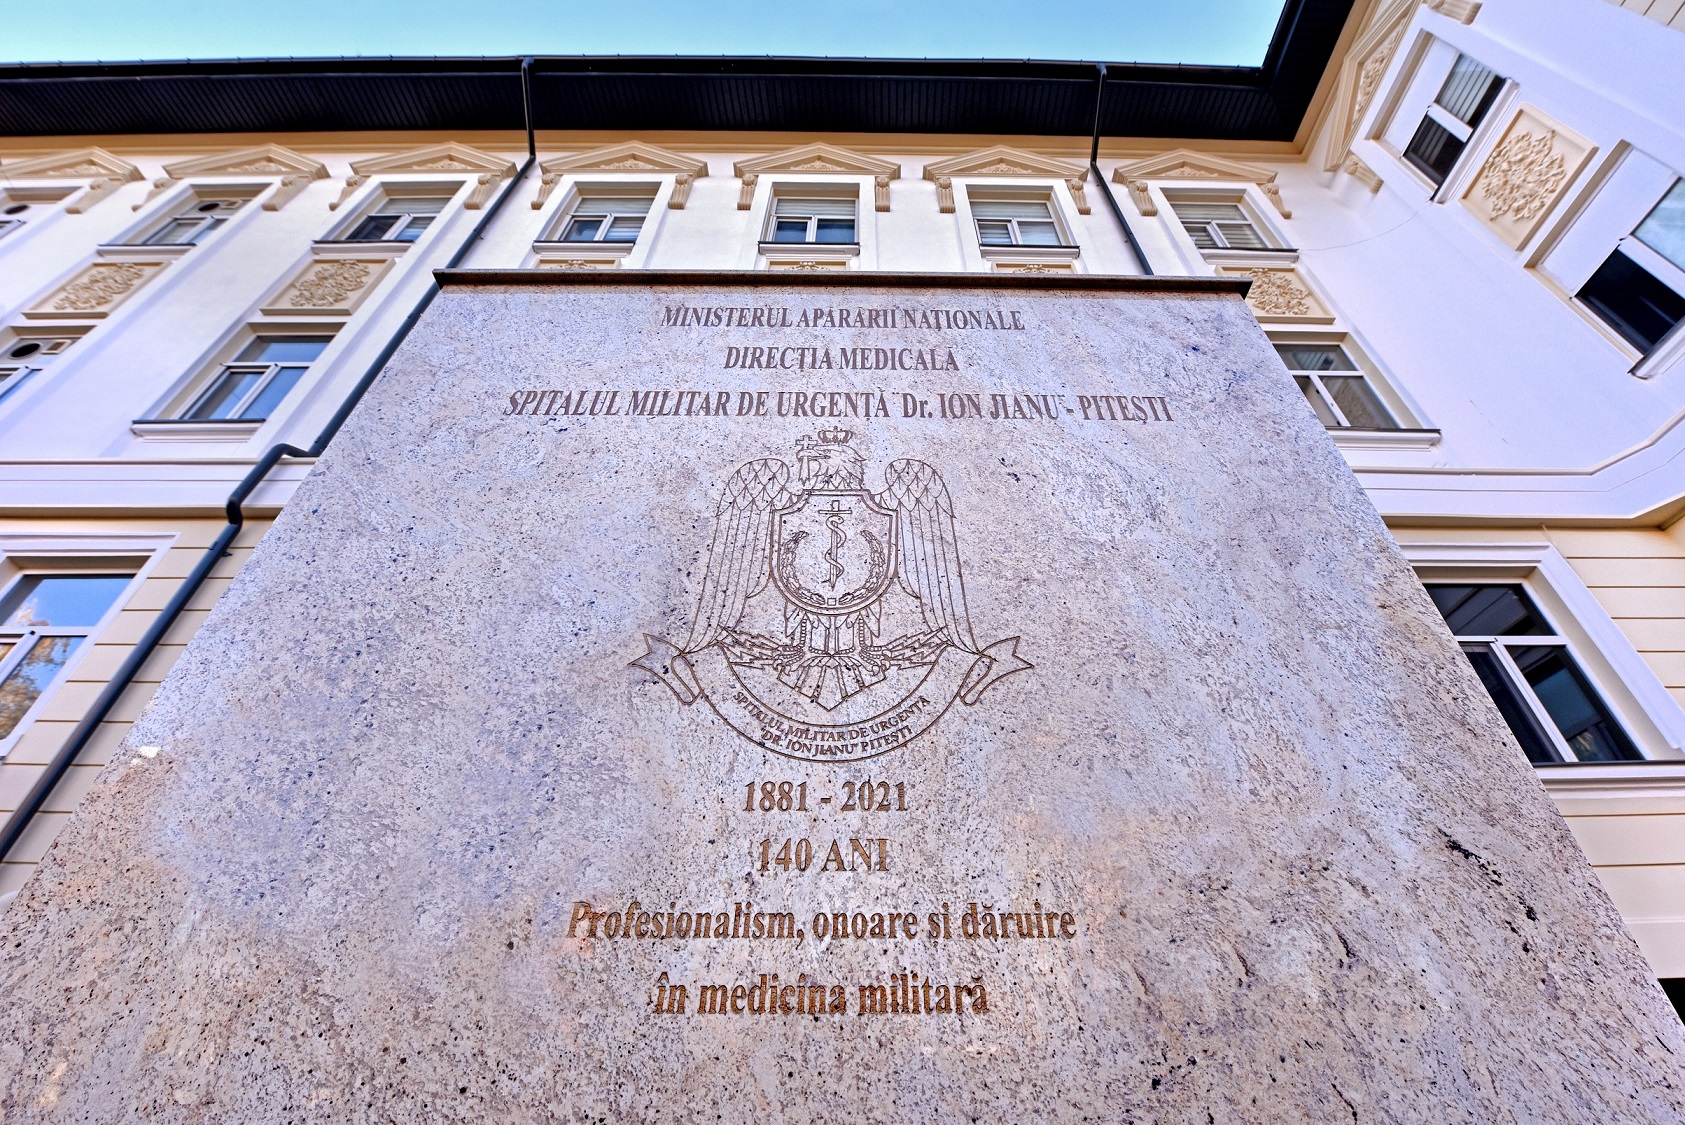 MINISTERUL APĂRĂRII NAȚIONALE
DIRECȚIA MEDICALĂ
SPITALUL MILITAR DE URGENȚĂ "Dr. ION JIANU" - PITEȘTI
SPITALUL MILITAR DE URGENȚĂ
"DR. ION JIANU" PITEȘTI
1881 - 2021
140 ANI
Profesionalism, onoare si dăruire
în medicina militară